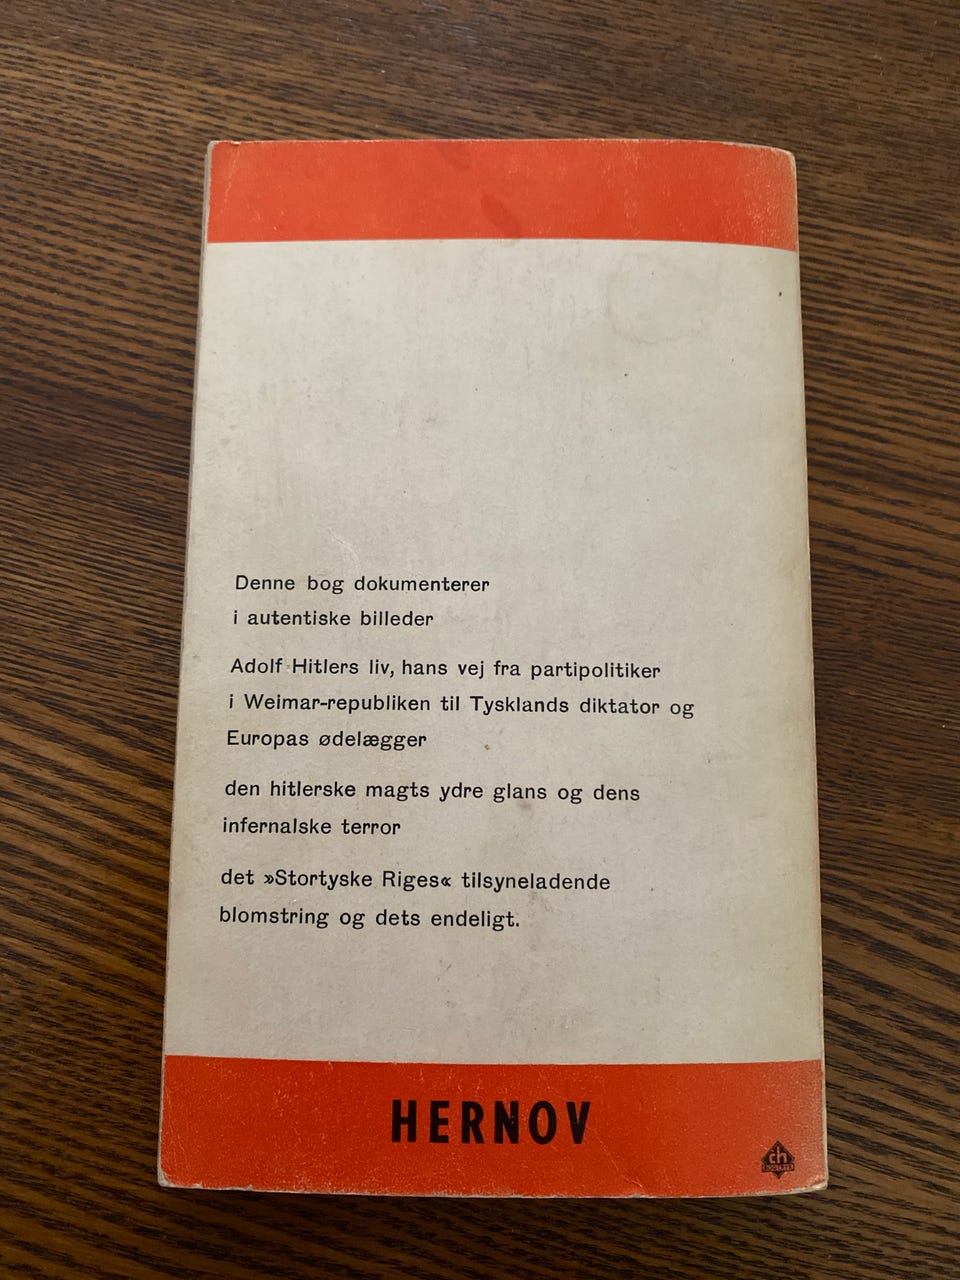 Denne bog dokumenterer
i autentiske billeder
Adolf Hitlers liv, hans vej fra partipolitiker
i Weimar-republiken til Tysklands diktator og
Europas ødelægger
den hitlerske magts ydre glans og dens
infernalske terror
det »Stortyske Riges« tilsyneladende
blomstring og dets endeligt.
HERNOV
ch